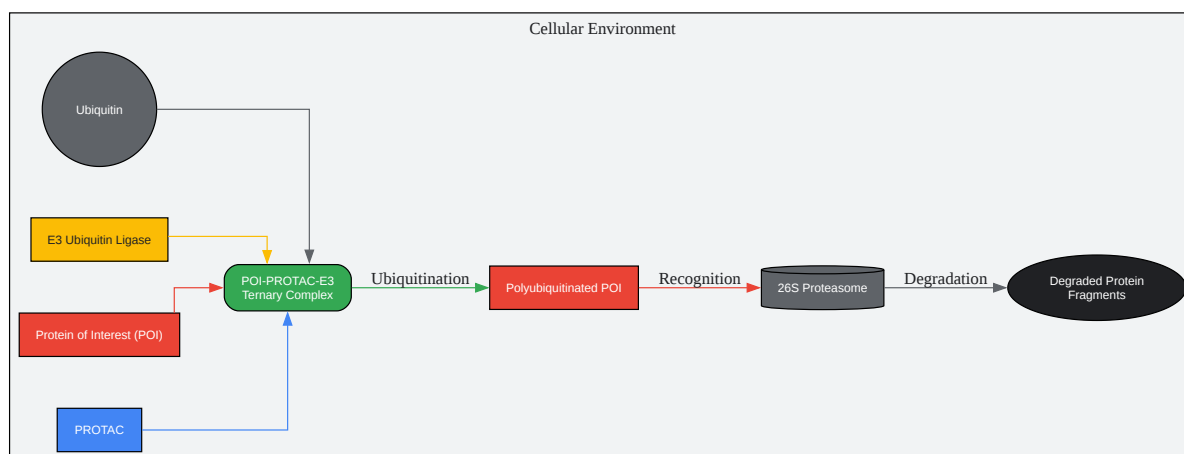 Cellular Environment
Ubiquitin
E3 Ubiquitin Ligase
Protein of Interest (POI)
PROTAC
POI-PROTAC-E3
Ternary Complex
Ubiquitination
Polyubiquitinated POI
Recognition
26S Proteasome
Degradation
Degraded Protein
Fragments